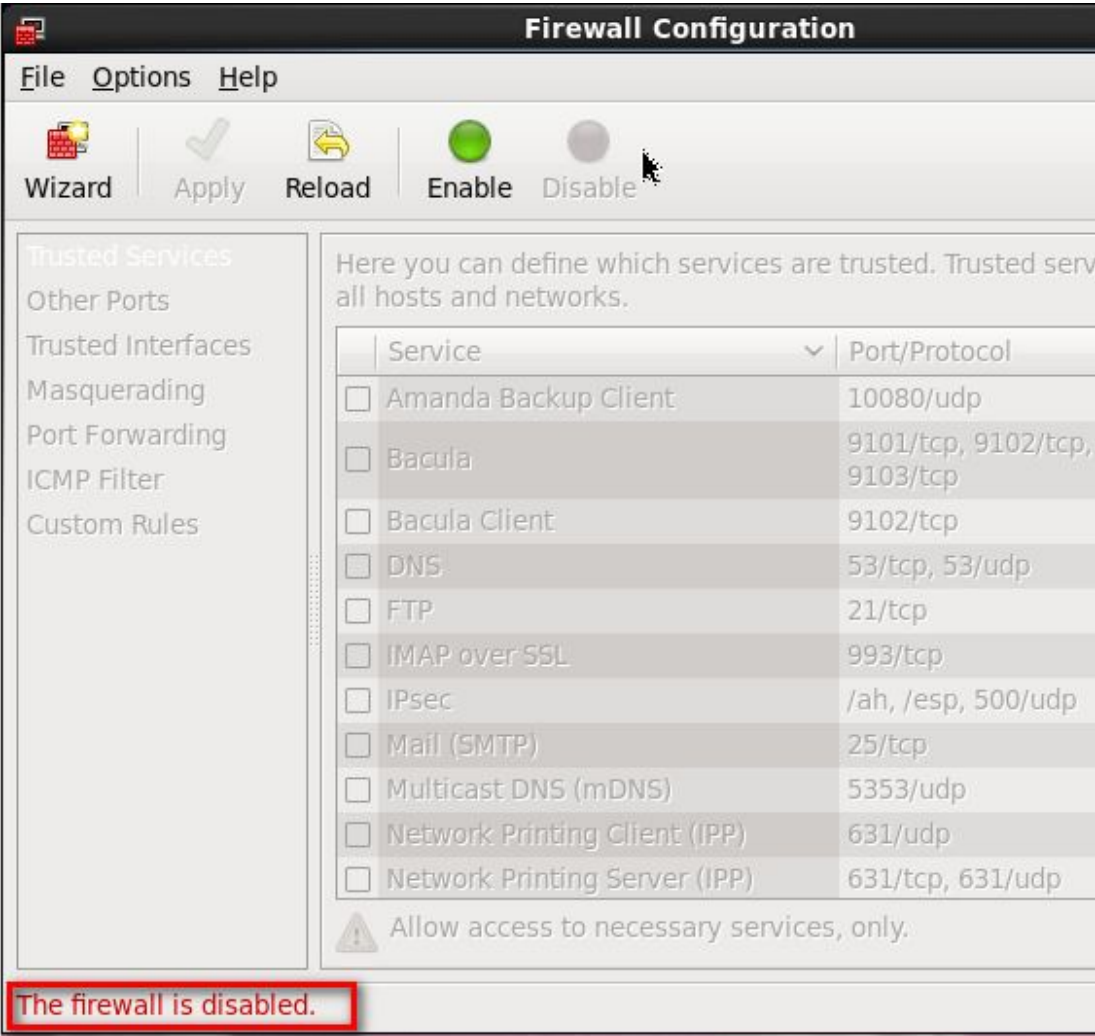 Firewall Configuration
File Options Help
Wizard Apply Reload Enable Disable
Trusted Services
Other Ports
Trusted Interfaces
Masquerading
Port Forwarding
ICMP Filter
Custom Rules
Here you can define which services are trusted. Trusted serv
all hosts and networks.
Service Port/Protocol
Amanda Backup Client 10080/udp
Bacula 9101/tcp, 9102/tcp,
9103/tcp
Bacula Client 9102/tcp
DNS 53/tcp, 53/udp
FTP 21/tcp
IMAP over SSL 993/tcp
IPsec /ah, /esp, 500/udp
Mail (SMTP) 25/tcp
Multicast DNS (mDNS) 5353/udp
Network Printing Client (IPP) 631/udp
Network Printing Server (IPP) 631/tcp, 631/udp
Allow access to necessary services, only.
The firewall is disabled.